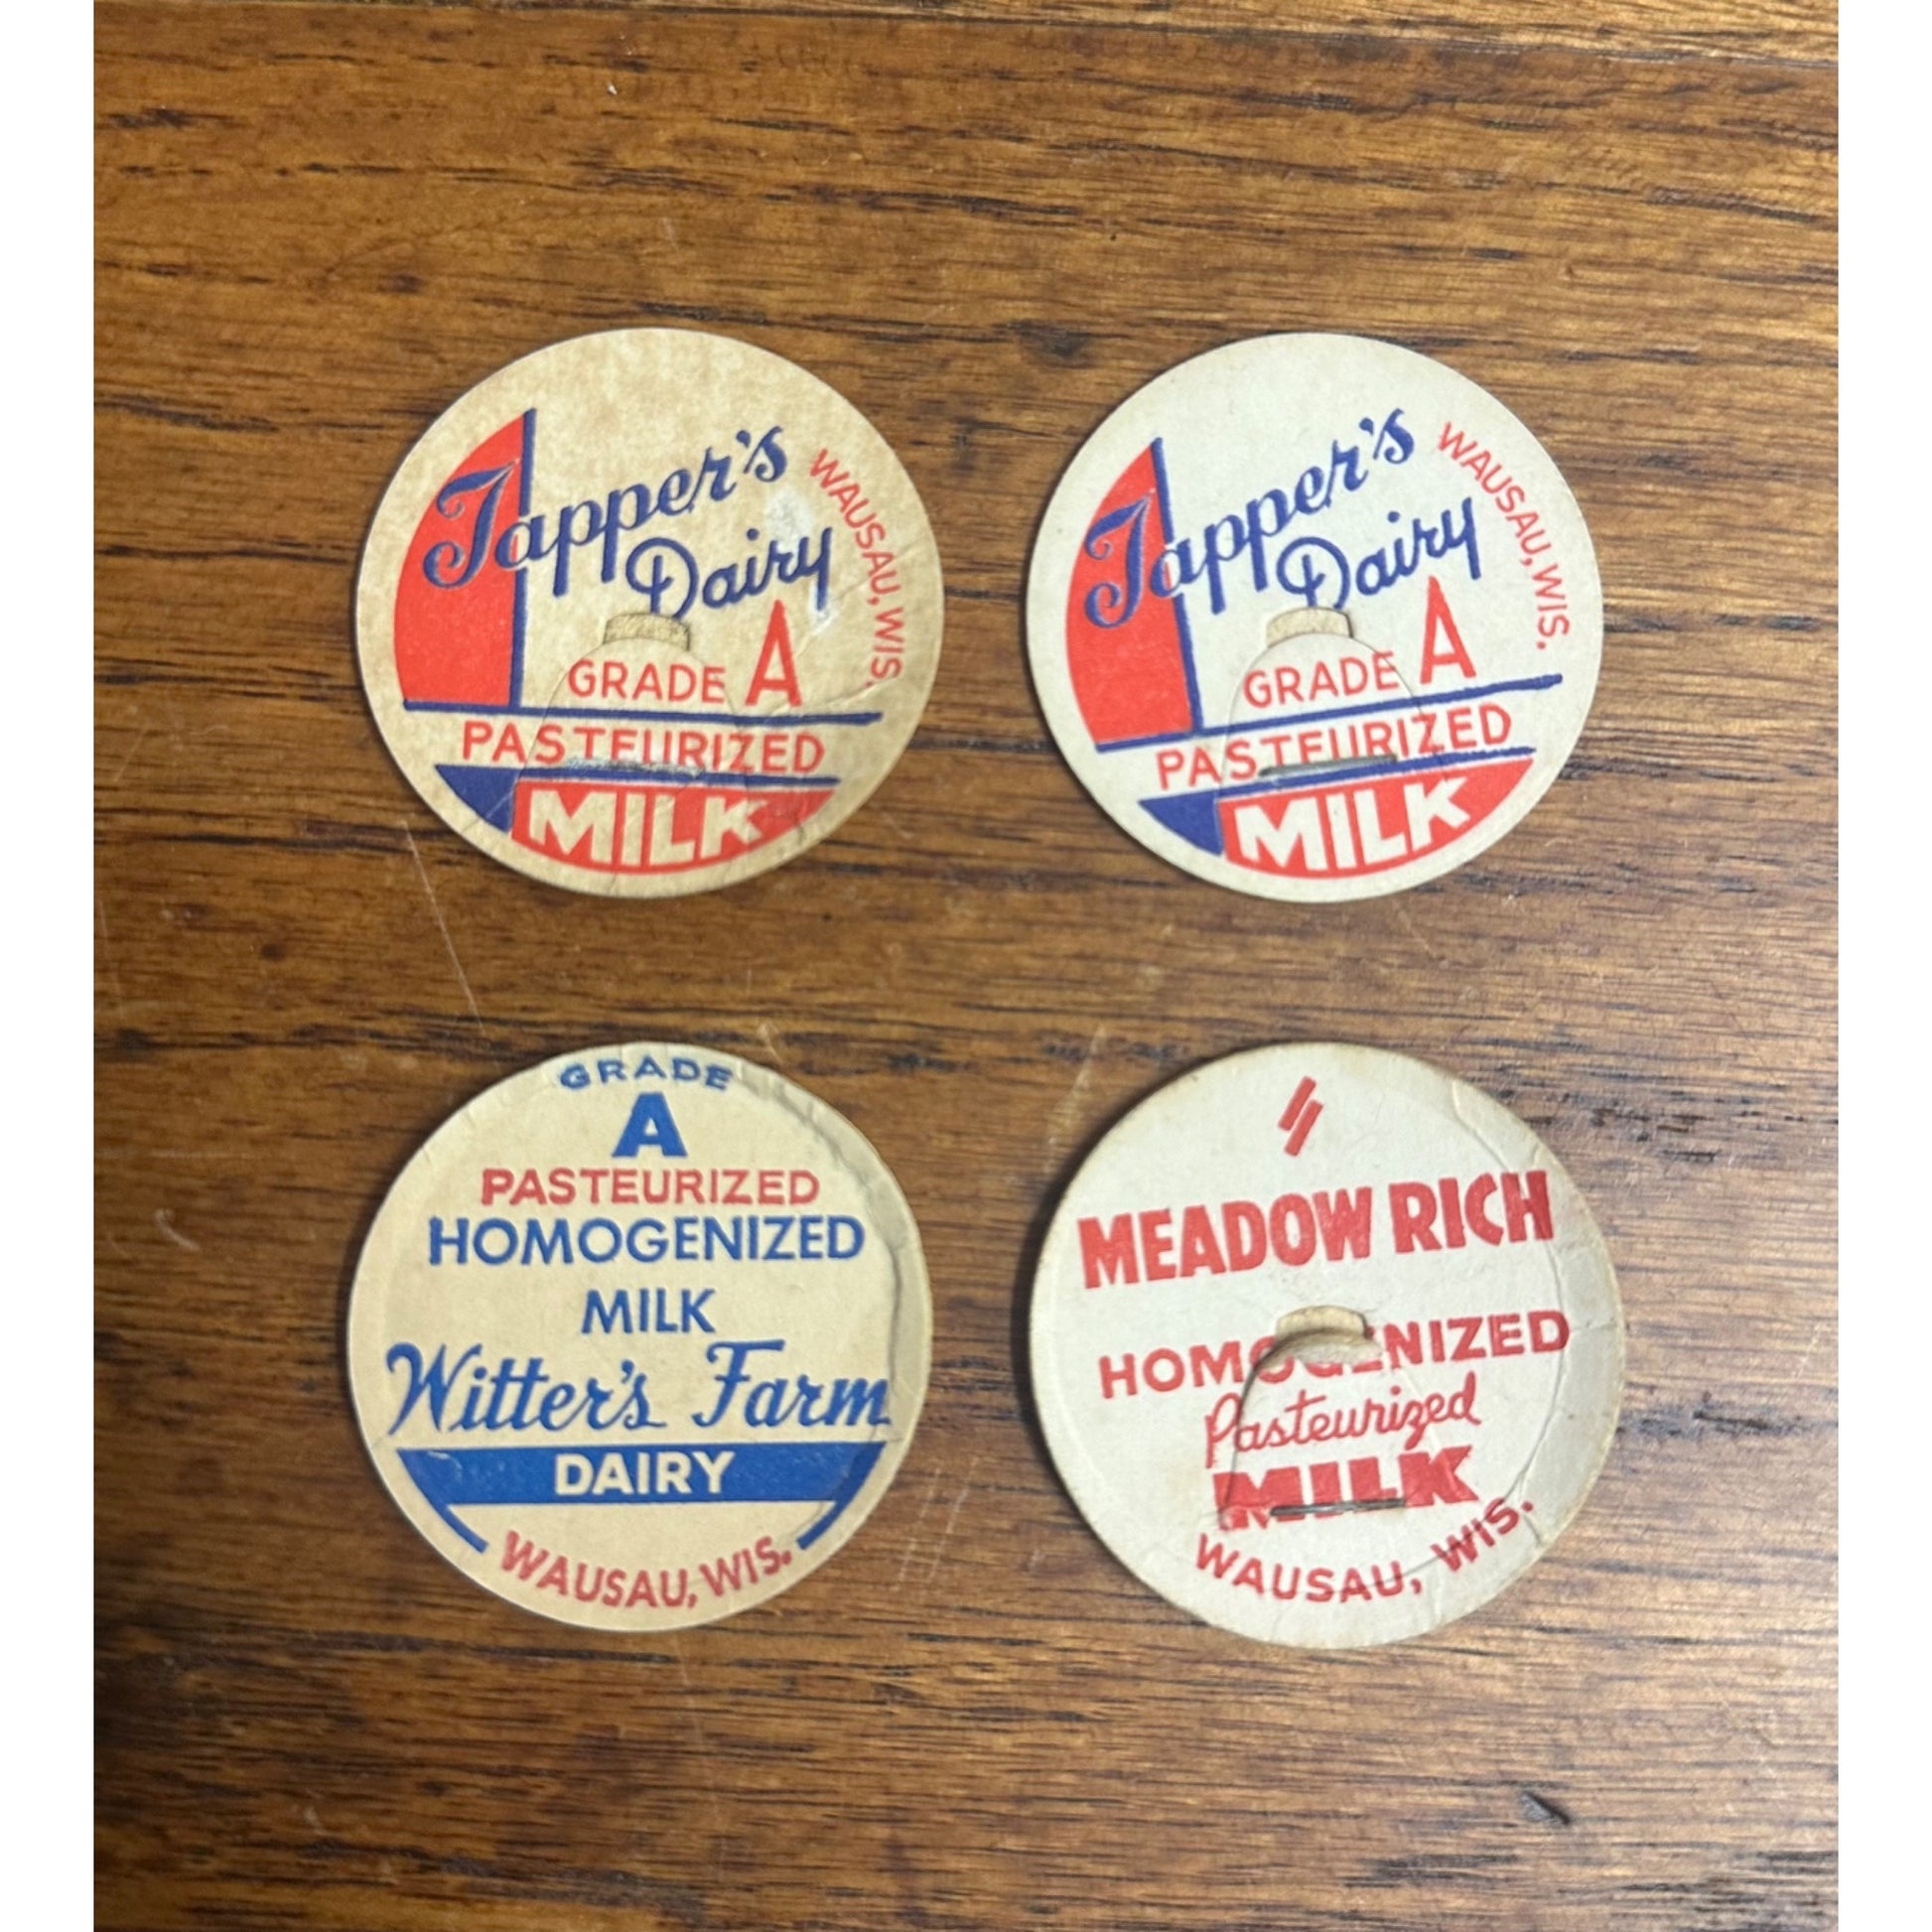 Tapper's
Dairy
WAUSAU, WIS.
GRADE A
PASTEURIZED
MILK
Tapper's
Dairy
WAUSAU, WIS.
GRADE A
PASTEURIZED
MILK
GRADE
A
PASTEURIZED
HOMOGENIZED
MILK
Witter's Farm
DAIRY
WAUSAU, WIS.
MEADOW RICH
HOMOGENIZED
Pasteurized
MILK
WAUSAU, WIS.